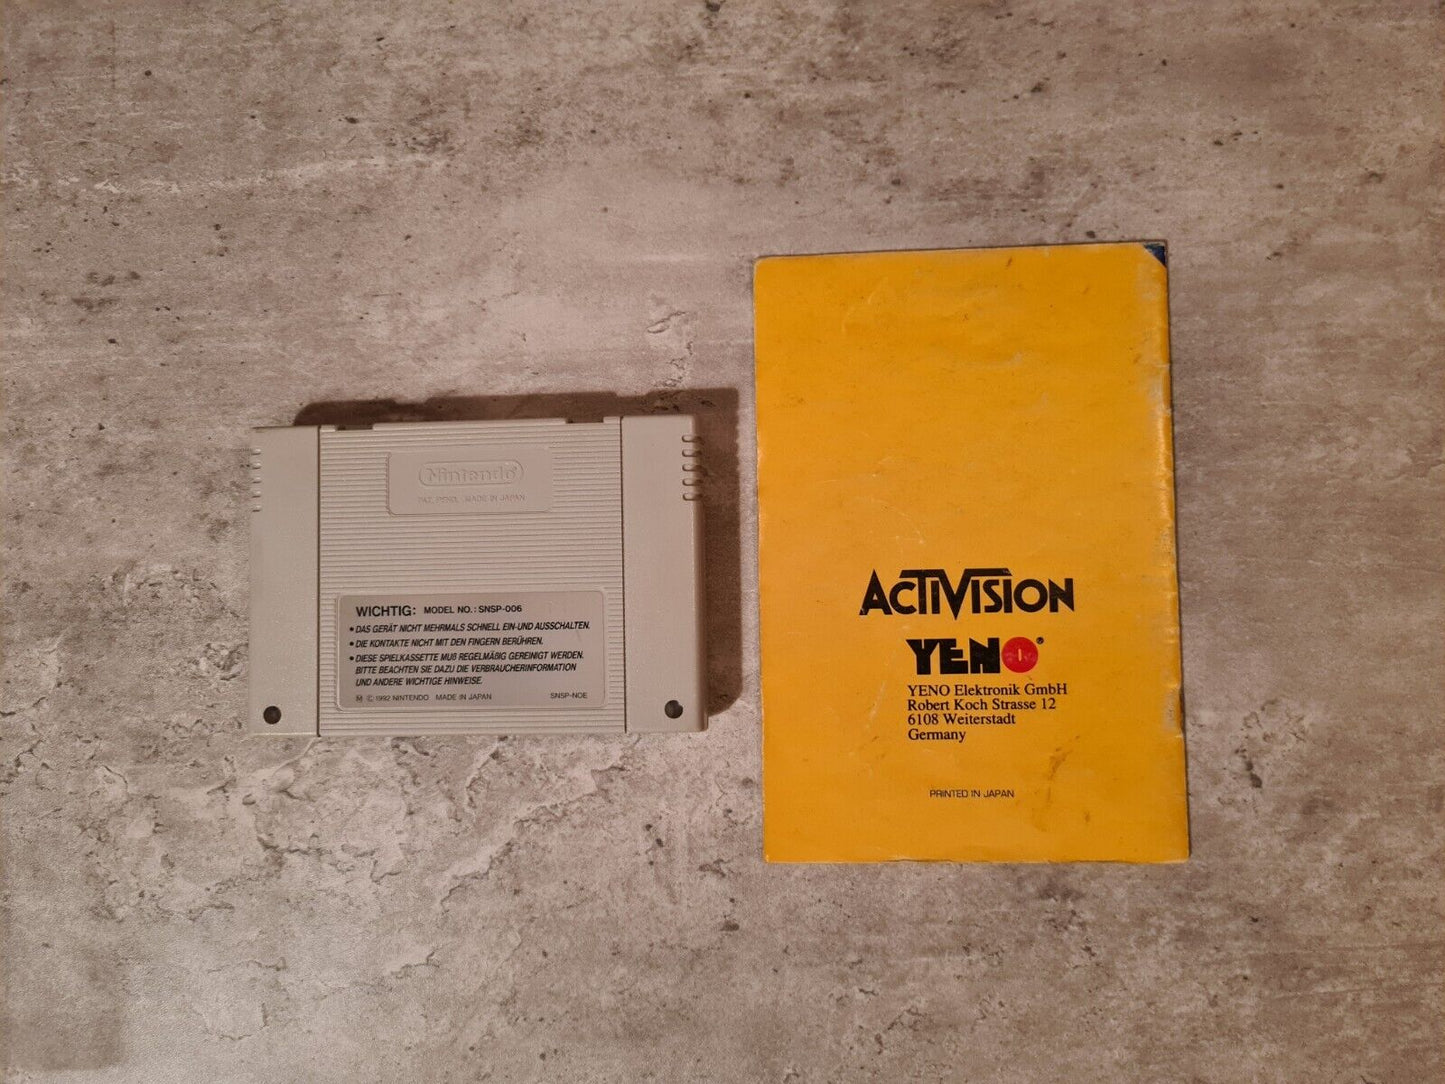 Nintendo
PAT. PEND. MADE IN JAPAN
WICHTIG: MODEL NO.: SNSP-006
• DAS GERÄT NICHT MEHRMALS SCHNELL EIN-UND AUSSCHALTEN.
• DIE KONTAKTE NICHT MIT DEN FINGERN BERÜHREN.
• DIESE SPIELKASSETTE MUß REGELMÄßIG GEREINIGT WERDEN.
BITTE BEACHTEN SIE DAZU DIE VERBRAUCHERINFORMATION
UND ANDERE WICHTIGE HINWEISE.
M © 1992 NINTENDO MADE IN JAPAN SNSP-NOE
ACTIVISION
YENO®
YENO Elektronik GmbH
Robert Koch Strasse 12
6108 Weiterstadt
Germany
PRINTED IN JAPAN